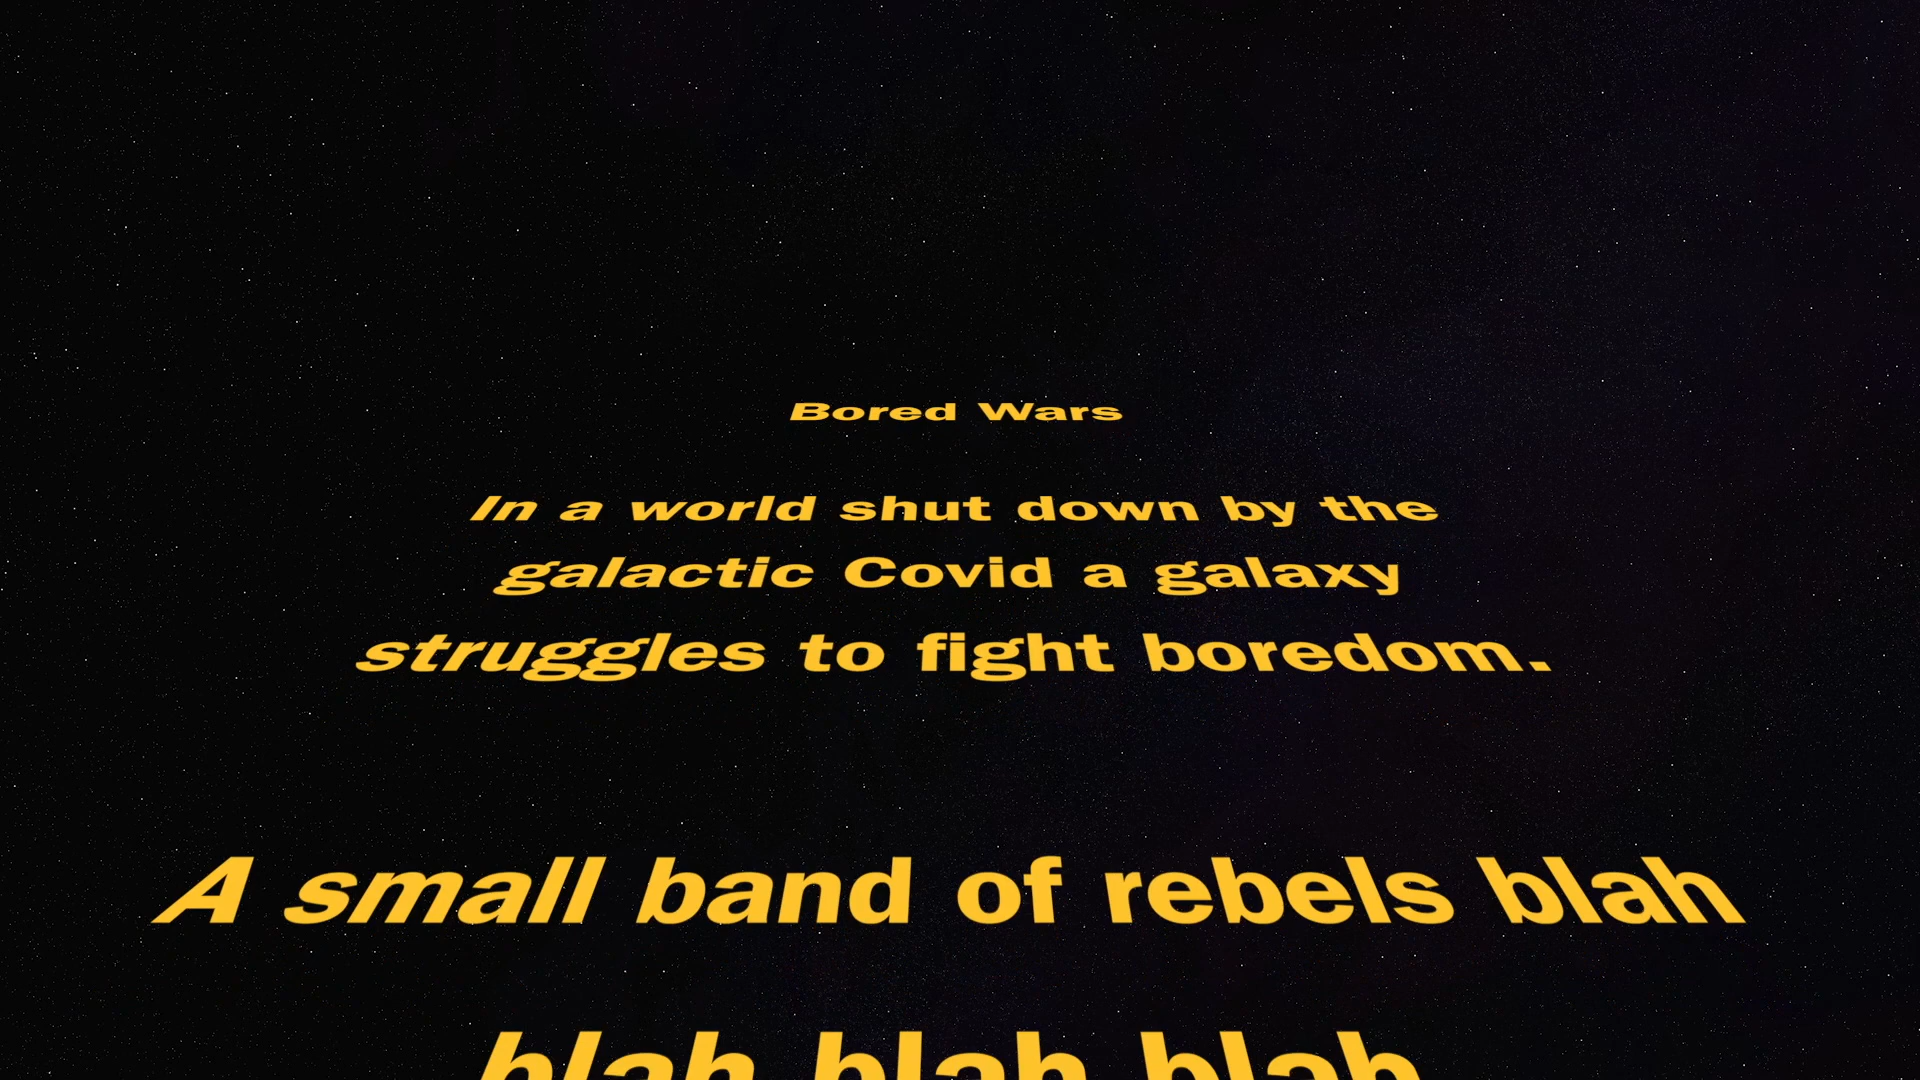 Bored Wars
In a world shut down by the
galactic Covid a galaxy
struggles to fight boredom.
A small band of rebels blah
blah blah blah